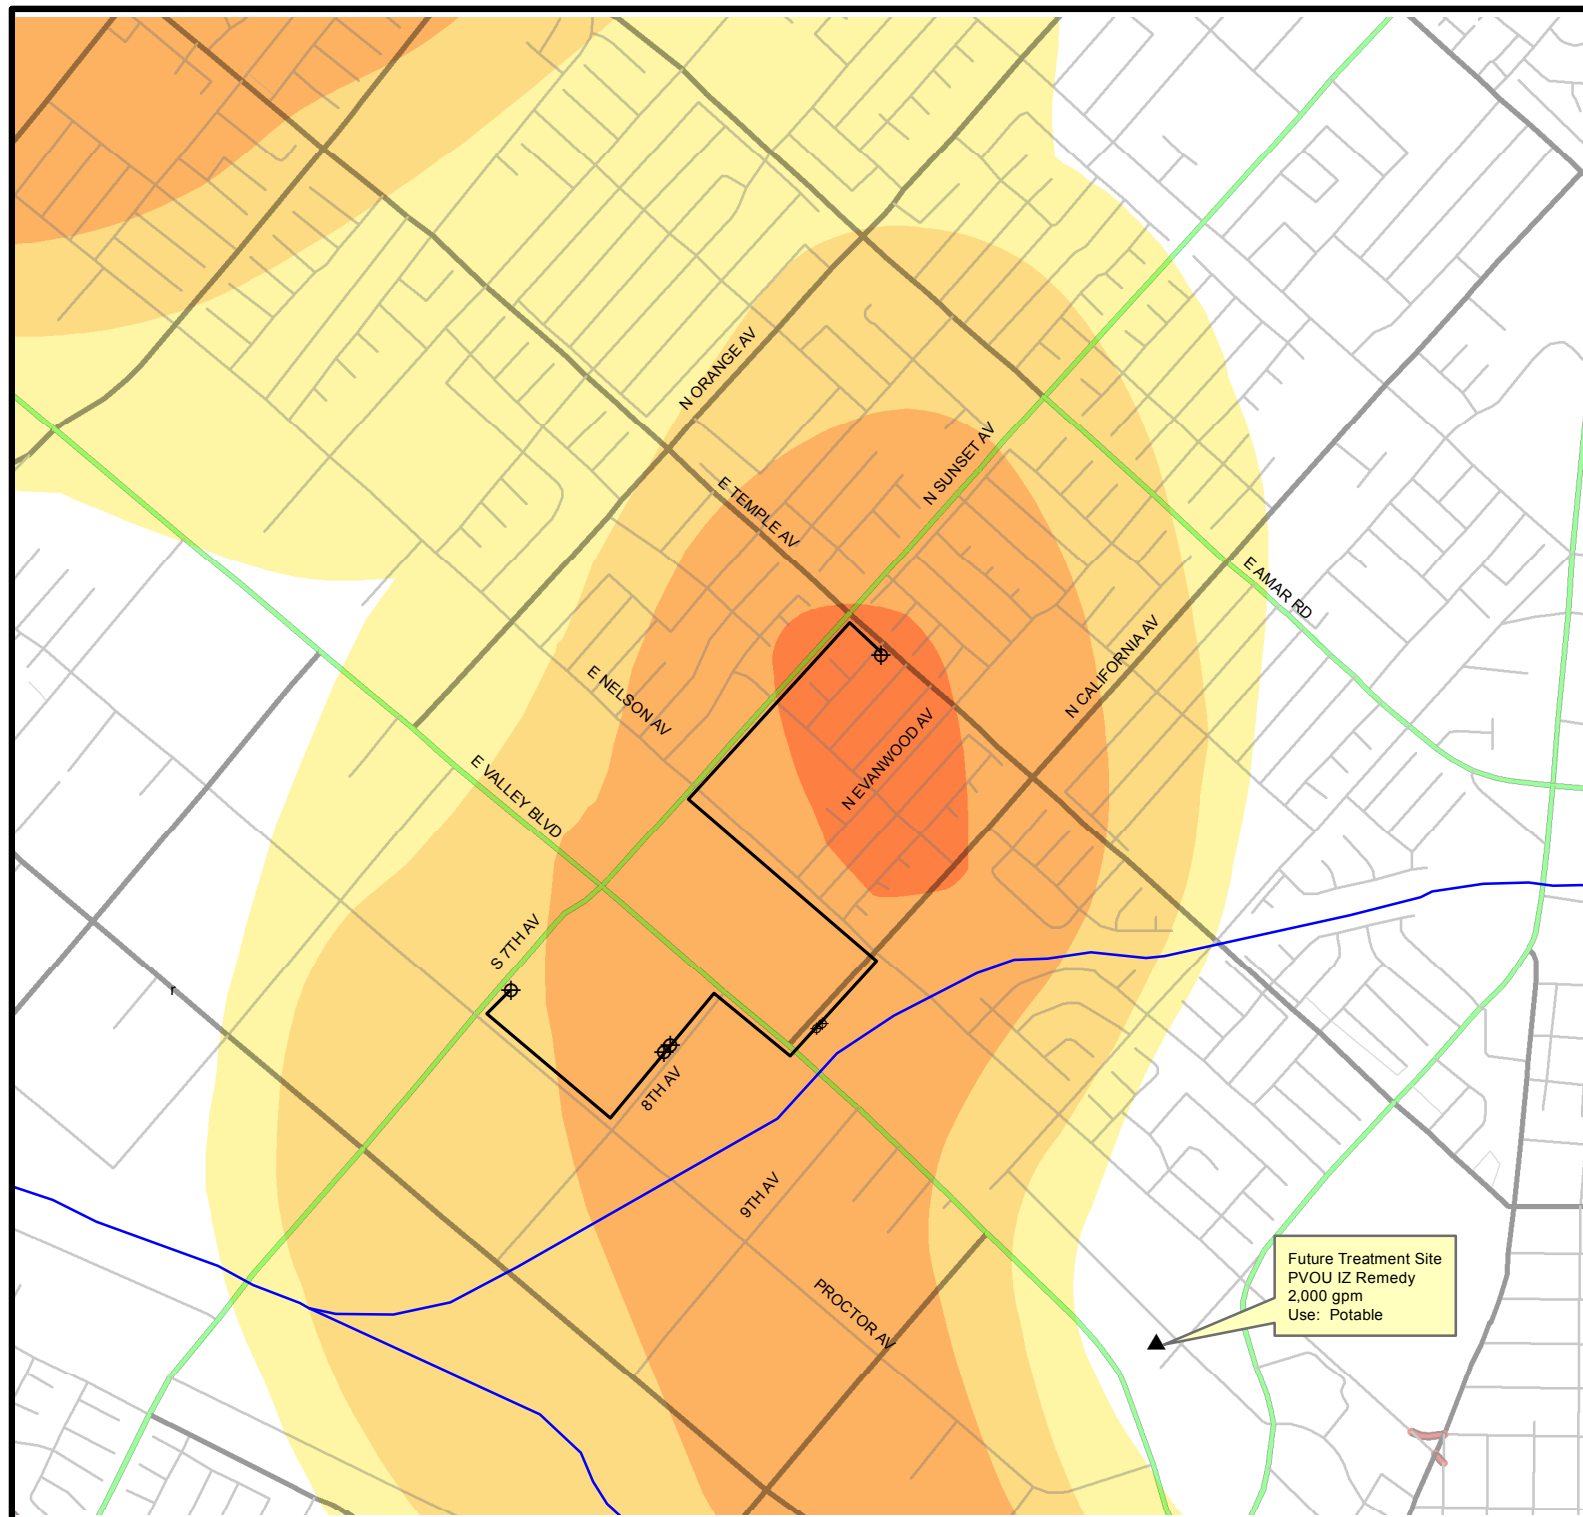 N ORANGE AV
N SUNSET AV
E TEMPLE AV
E AMAR RD
N CALIFORNIA AV
E NELSON AV
N EVANWOOD AV
E VALLEY BLVD
S 7TH AV
r
8TH AV
9TH AV
PROCTOR AV
Future Treatment Site
PVOU IZ Remedy
2,000 gpm
Use: Potable